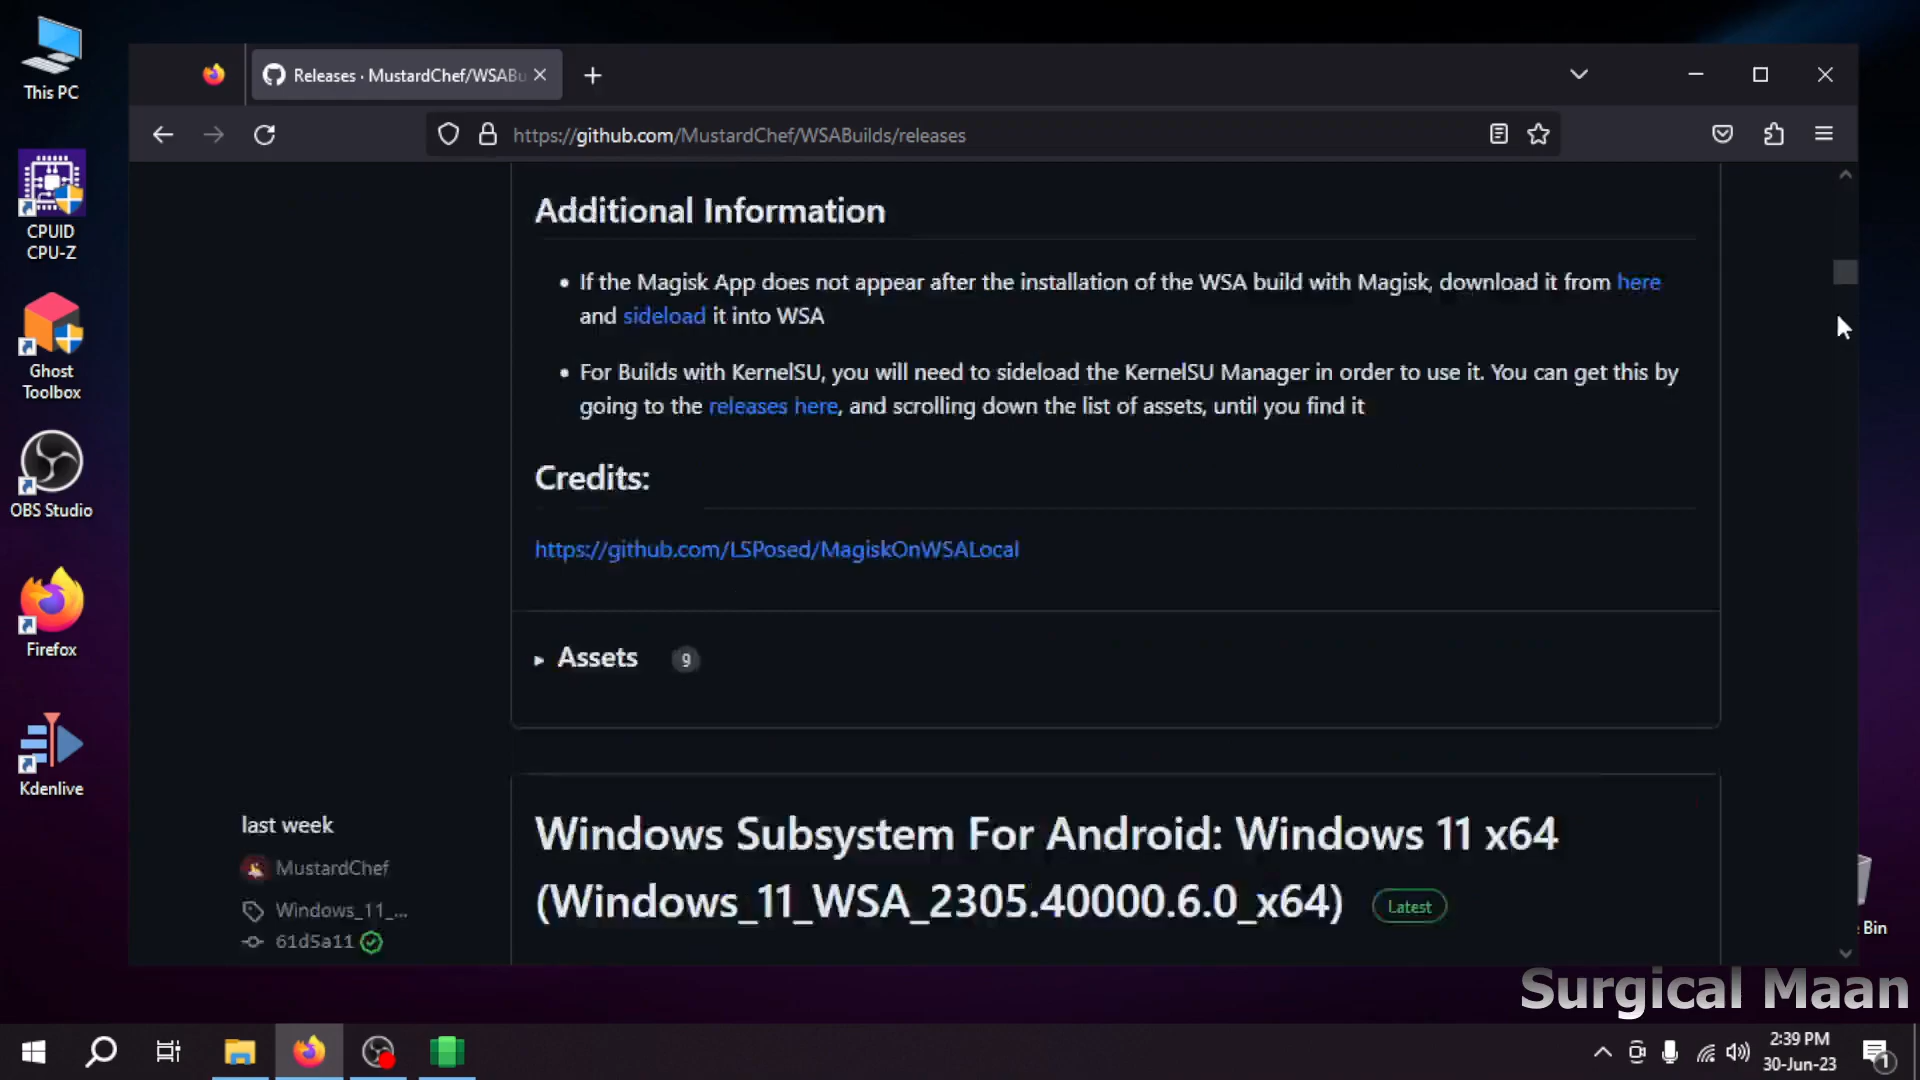 This PC
CPUID
CPU-Z
Ghost
Toolbox
OBS Studio
Firefox
Kdenlive
Releases · MustardChef/WSABu
https://github.com/MustardChef/WSABuilds/releases
Additional Information
• If the Magisk App does not appear after the installation of the WSA build with Magisk, download it from here
and sideload it into WSA
• For Builds with KernelSU, you will need to sideload the KernelSU Manager in order to use it. You can get this by
going to the releases here, and scrolling down the list of assets, until you find it
Credits:
https://github.com/LSPosed/MagiskOnWSALocal
Assets 9
last week
MustardChef
Windows_11_...
61d5a11
Windows Subsystem For Android: Windows 11 x64
(Windows_11_WSA_2305.40000.6.0_x64) Latest
Bin
Surgical Maan
2:39 PM
30-Jun-23
1